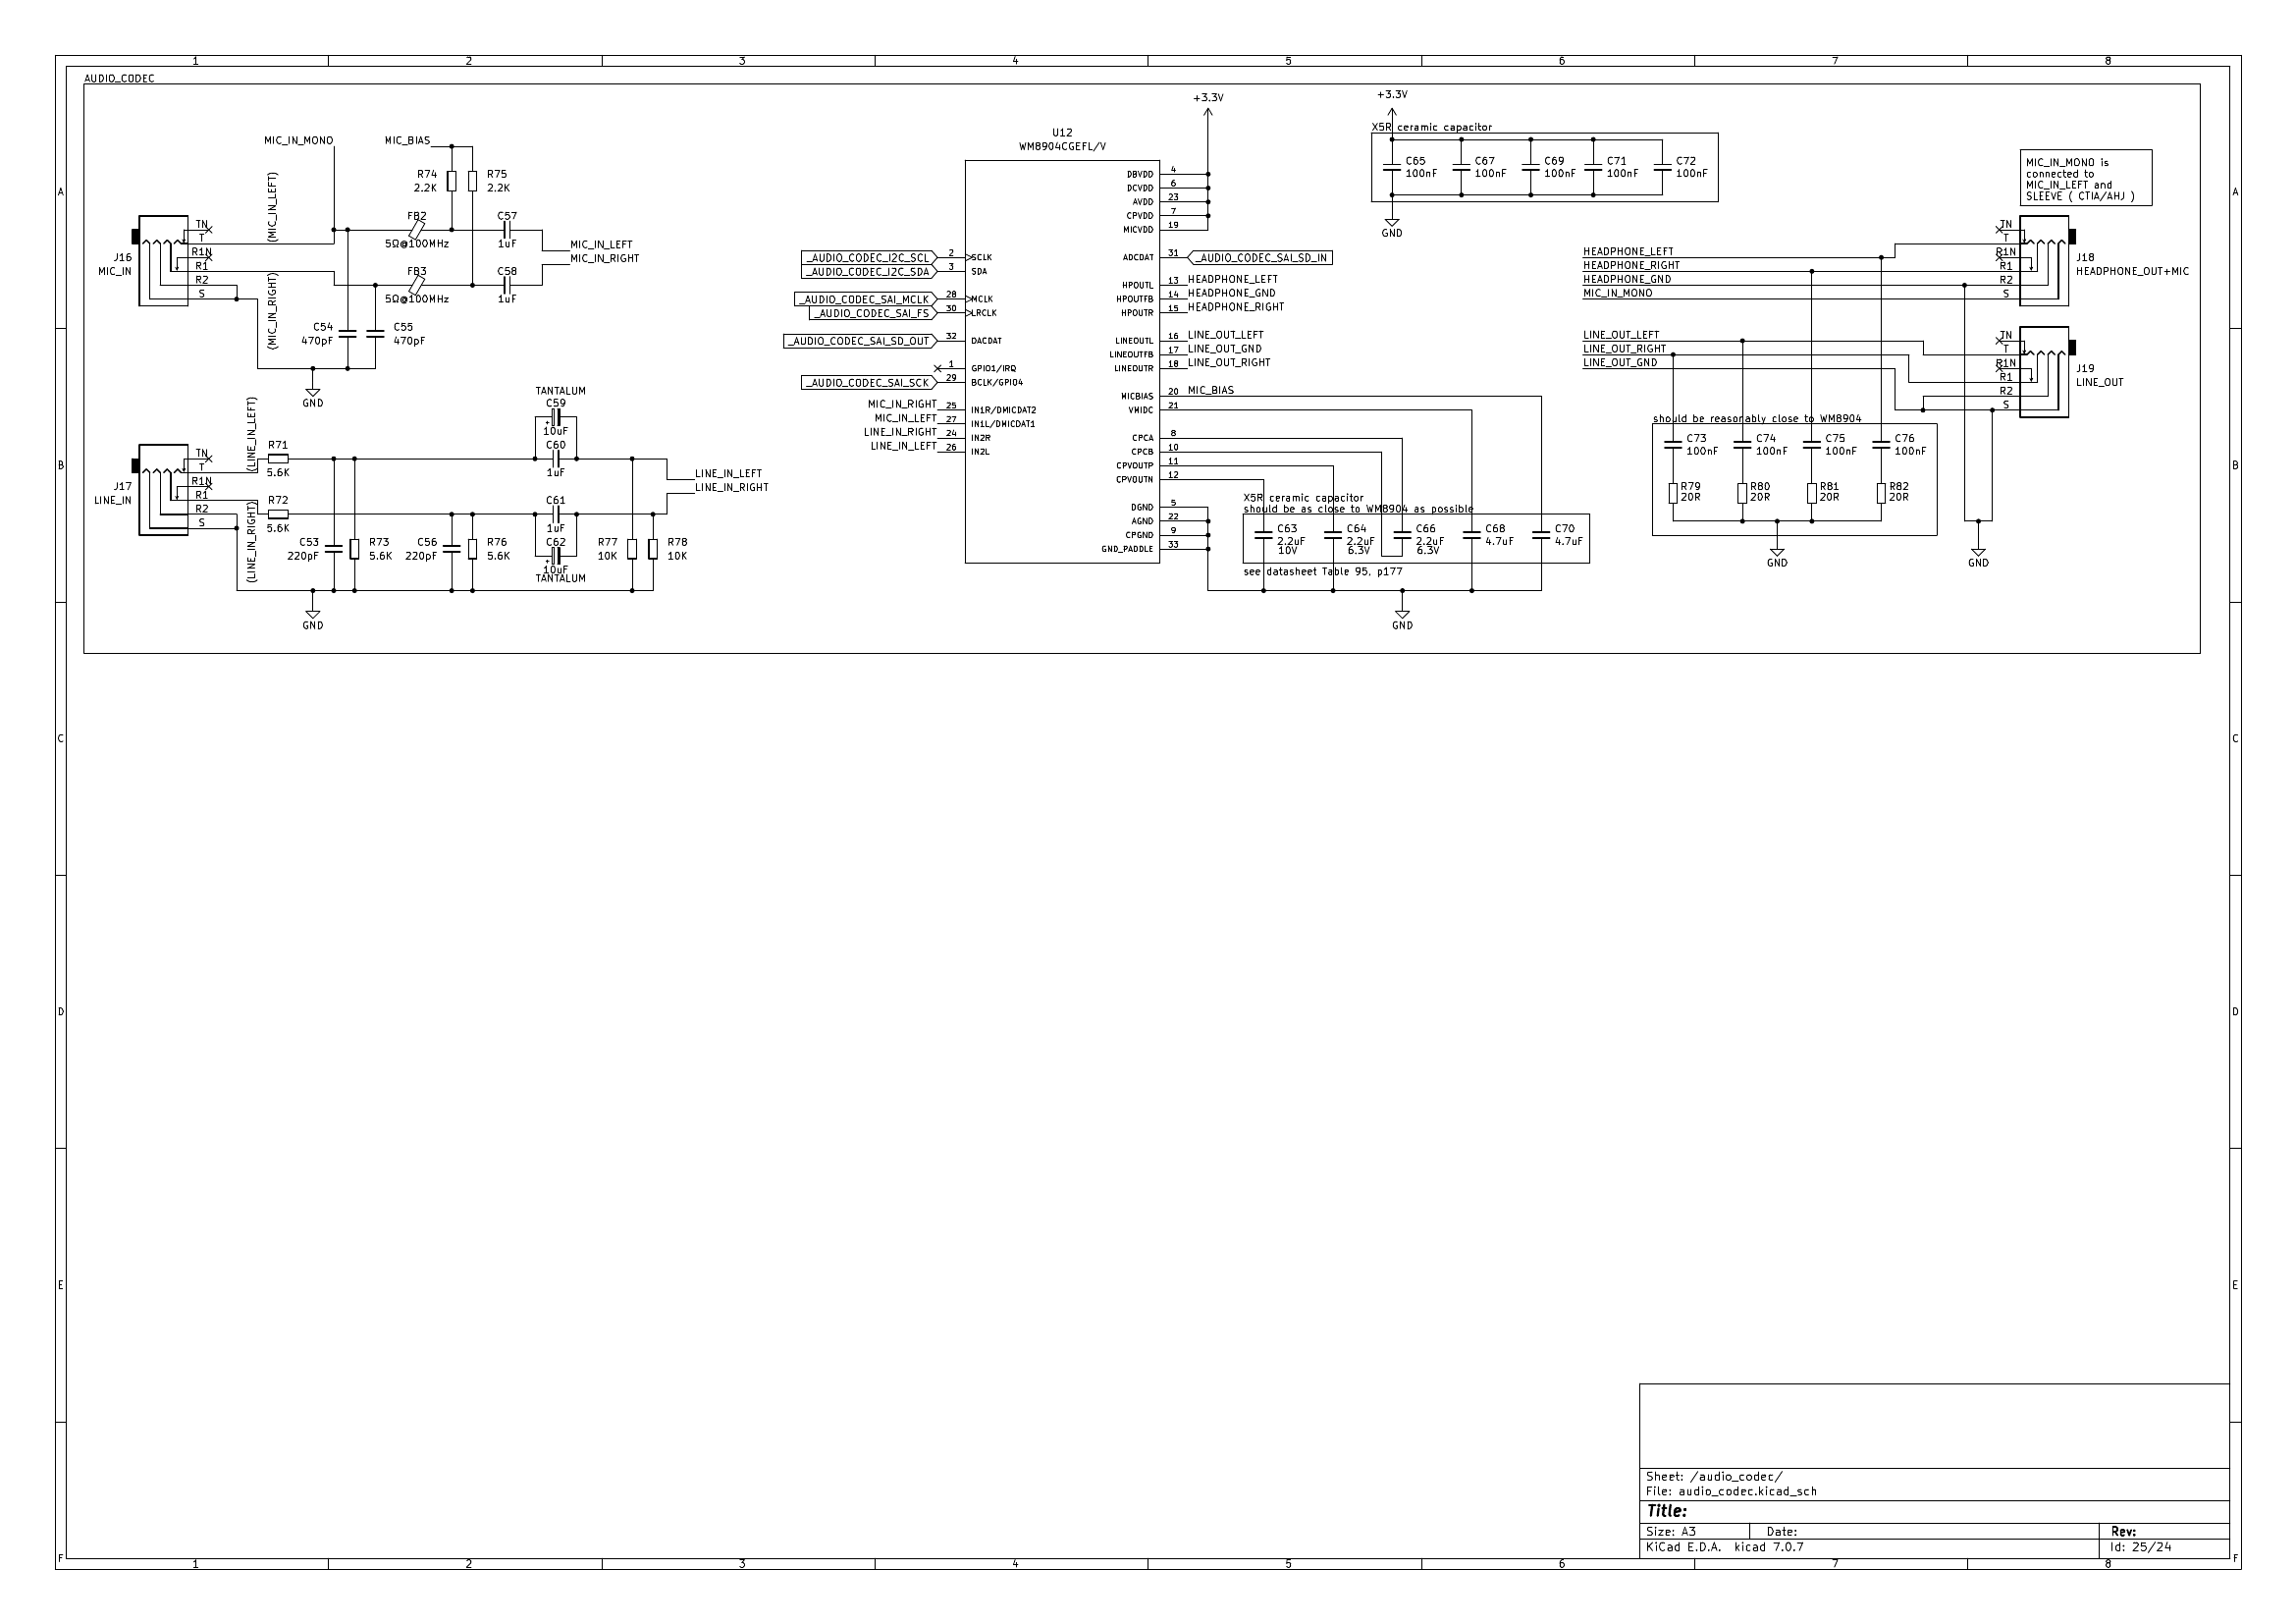 1 2 3 4 5 6 7 8
AUDIO_CODEC
A
B
C
D
E
F
MIC_IN_MONO
MIC_BIAS
R74
2.2K
R75
2.2K
(MIC_IN_LEFT)
(MIC_IN_RIGHT)
J16
MIC_IN
TN
T
R1N
R1
R2
S
FB2
5Ω@100MHz
FB3
5Ω@100MHz
C57
1uF
C58
1uF
MIC_IN_LEFT
MIC_IN_RIGHT
C54
470pF
C55
470pF
GND
(LINE_IN_LEFT)
(LINE_IN_RIGHT)
J17
LINE_IN
TN
T
R1N
R1
R2
S
R71
5.6K
R72
5.6K
C53
220pF
R73
5.6K
C56
220pF
R76
5.6K
TANTALUM
C59
10uF
C60
1uF
C61
1uF
C62
10uF
TANTALUM
R77
10K
R78
10K
LINE_IN_LEFT
LINE_IN_RIGHT
GND
U12
WM8904CGEFL/V
_AUDIO_CODEC_I2C_SCL 2 SCLK
_AUDIO_CODEC_I2C_SDA 3 SDA
_AUDIO_CODEC_SAI_MCLK 28 MCLK
_AUDIO_CODEC_SAI_FS 30 LRCLK
_AUDIO_CODEC_SAI_SD_OUT 32 DACDAT
1 GPIO1/IRQ
_AUDIO_CODEC_SAI_SCK 29 BCLK/GPIO4
MIC_IN_RIGHT 25 IN1R/DMICDAT2
MIC_IN_LEFT 27 IN1L/DMICDAT1
LINE_IN_RIGHT 24 IN2R
LINE_IN_LEFT 26 IN2L
+3.3V
DBVDD 4
DCVDD 6
AVDD 23
CPVDD 7
MICVDD 19
ADCDAT 31 _AUDIO_CODEC_SAI_SD_IN
HPOUTL 13 HEADPHONE_LEFT
HPOUTFB 14 HEADPHONE_GND
HPOUTR 15 HEADPHONE_RIGHT
LINEOUTL 16 LINE_OUT_LEFT
LINEOUTFB 17 LINE_OUT_GND
LINEOUTR 18 LINE_OUT_RIGHT
MICBIAS 20 MIC_BIAS
VMIDC 21
CPCA 8
CPCB 10
CPVOUTP 11
CPVOUTN 12
DGND 5
AGND 22
CPGND 9
GND_PADDLE 33
+3.3V
X5R ceramic capacitor
C65
100nF
C67
100nF
C69
100nF
C71
100nF
C72
100nF
GND
X5R ceramic capacitor
should be as close to WM8904 as possible
C63
2.2uF
10V
C64
2.2uF
6.3V
C66
2.2uF
6.3V
C68
4.7uF
C70
4.7uF
see datasheet Table 95, p177
GND
MIC_IN_MONO is
connected to
MIC_IN_LEFT and
SLEEVE ( CTIA/AHJ )
HEADPHONE_LEFT
HEADPHONE_RIGHT
HEADPHONE_GND
MIC_IN_MONO
TN
T
R1N
R1
R2
S
J18
HEADPHONE_OUT+MIC
LINE_OUT_LEFT
LINE_OUT_RIGHT
LINE_OUT_GND
TN
T
R1N
R1
R2
S
J19
LINE_OUT
should be reasonably close to WM8904
C73
100nF
C74
100nF
C75
100nF
C76
100nF
R79
20R
R80
20R
R81
20R
R82
20R
GND
GND
A
B
C
D
E
F
Sheet: /audio_codec/
File: audio_codec.kicad_sch
Title:
Size: A3 Date: Rev:
KiCad E.D.A. kicad 7.0.7 Id: 25/24
1 2 3 4 5 6 7 8